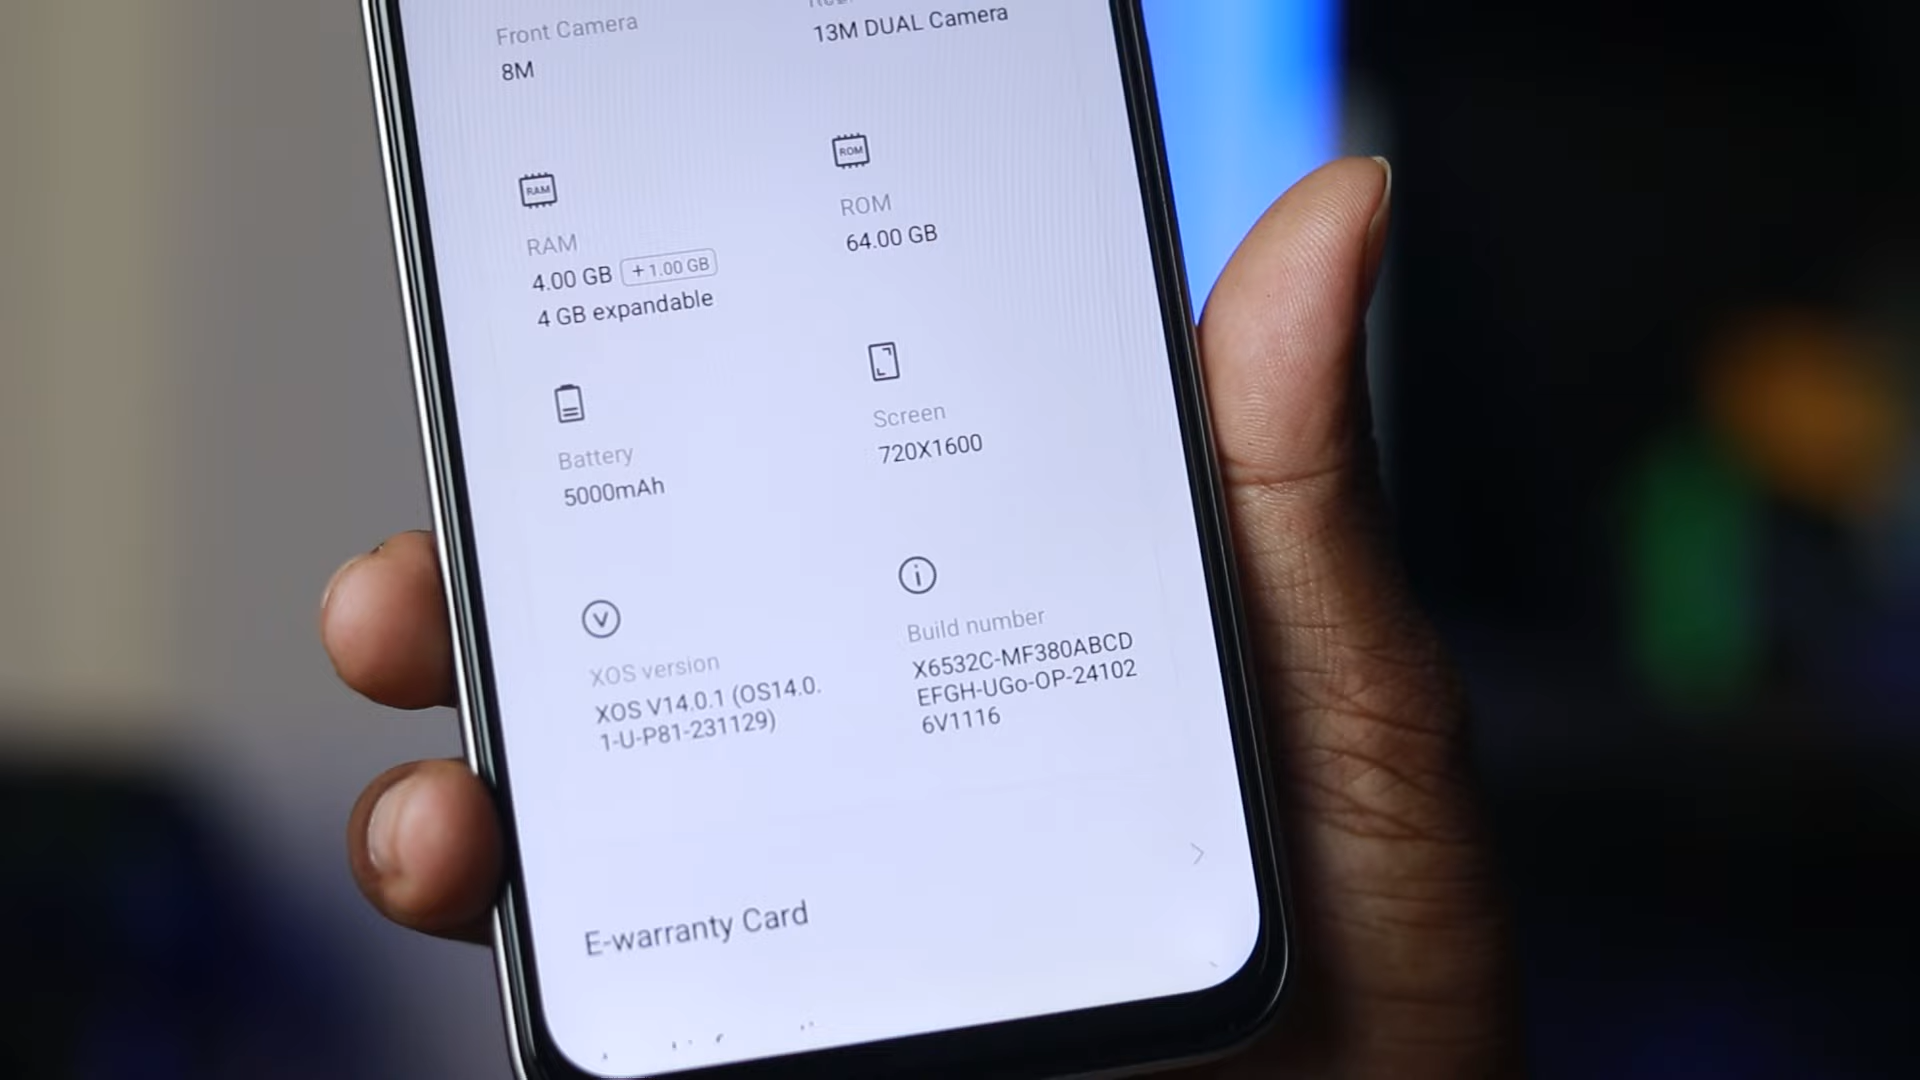 Front Camera
8M
13M DUAL Camera
RAM
RAM
4.00 GB +1.00 GB
4 GB expandable
ROM
ROM
64.00 GB
Battery
5000mAh
Screen
720X1600
XOS version
XOS V14.0.1 (OS14.0.
1-U-P81-231129)
Build number
X6532C-MF380ABCD
EFGH-UGo-OP-24102
6V1116
E-warranty Card